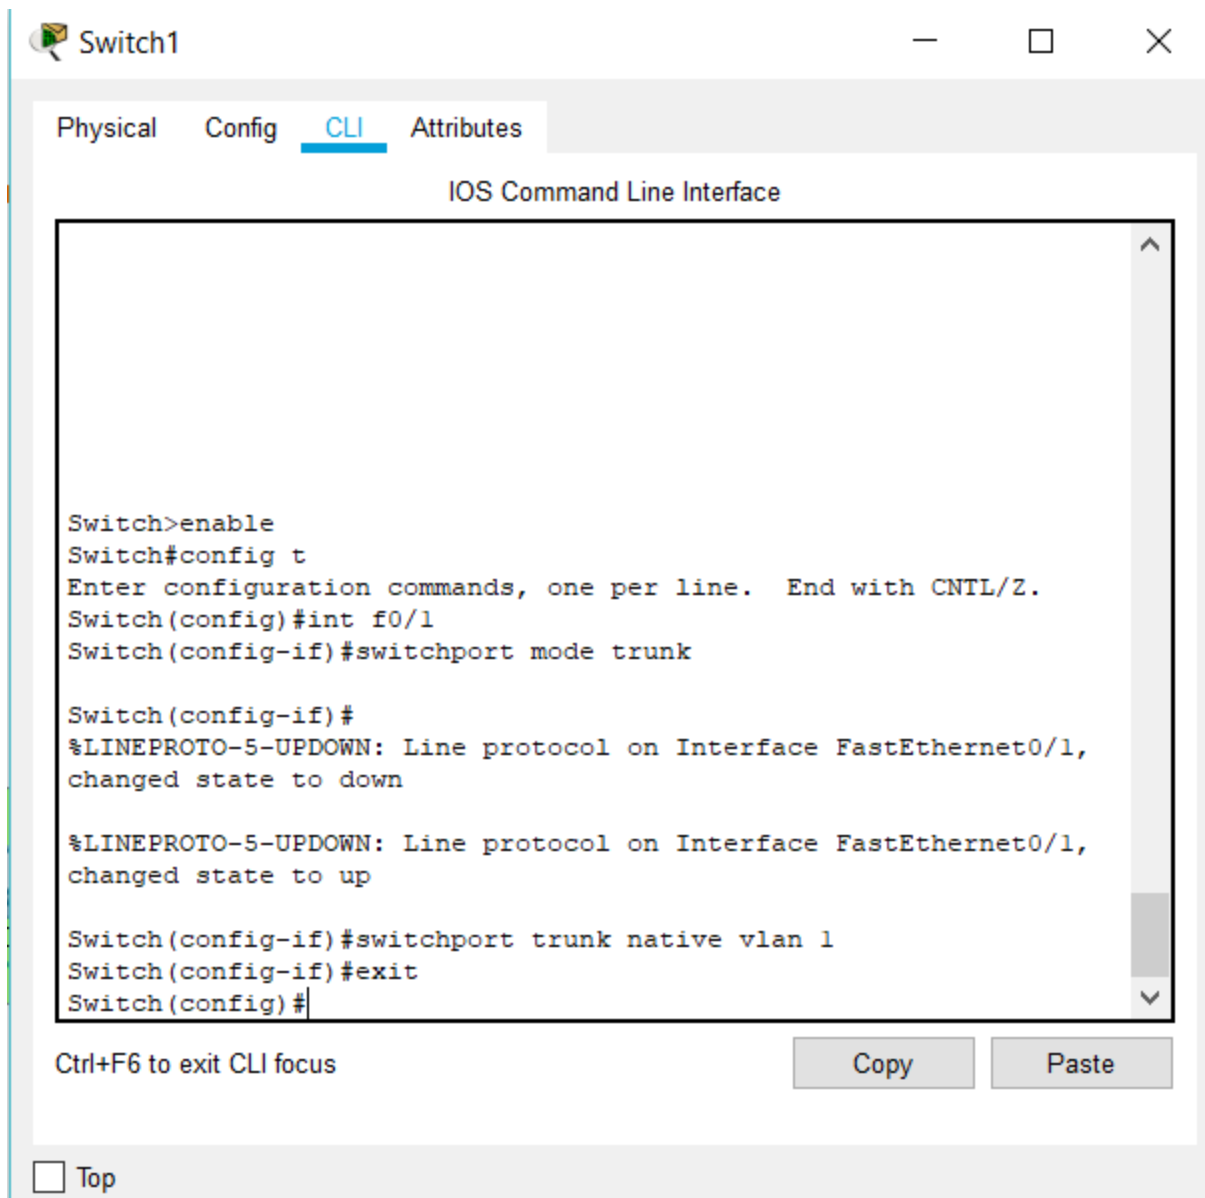 Switch1
Physical Config CLI Attributes
IOS Command Line Interface
Switch>enable
Switch#config t
Enter configuration commands, one per line.  End with CNTL/Z.
Switch(config)#int f0/1
Switch(config-if)#switchport mode trunk
Switch(config-if)#
%LINEPROTO-5-UPDOWN: Line protocol on Interface FastEthernet0/1,
changed state to down
%LINEPROTO-5-UPDOWN: Line protocol on Interface FastEthernet0/1,
changed state to up
Switch(config-if)#switchport trunk native vlan 1
Switch(config-if)#exit
Switch(config)#
Ctrl+F6 to exit CLI focus
Copy Paste
Top